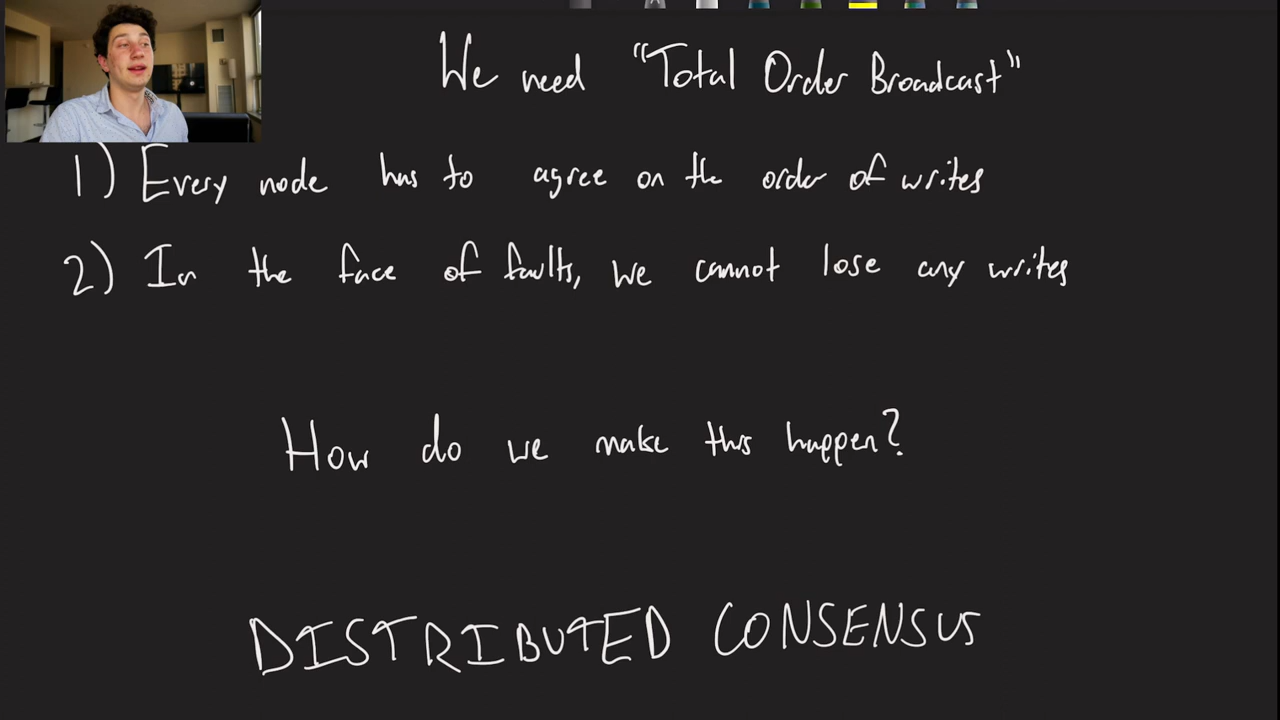 We need "Total Order Broadcast"
1) Every node has to agree on the order of writes
2) In the face of faults, we cannot lose any writes
How do we make this happen?
DISTRIBUTED CONSENSUS